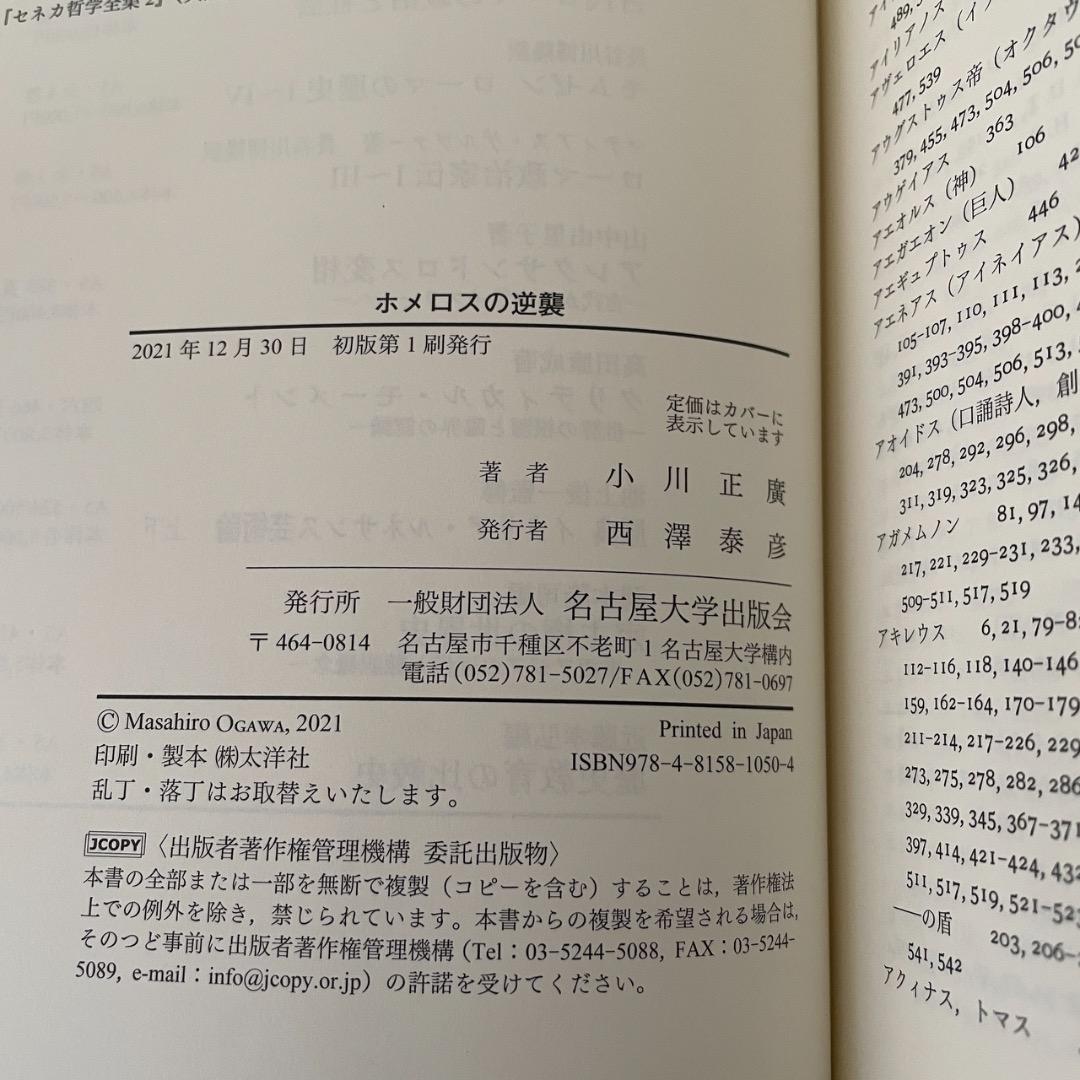 『セネカ哲学全集 2』
ホメロスの逆襲
2021 年 12 月 30 日 初版第 1 刷発行
定価はカバーに
表示しています
著 者 小 川 正 廣
発行者 西 澤 泰 彦
発行所 一般財団法人 名古屋大学出版会
〒 464-0814 名古屋市千種区不老町 1 名古屋大学構内
電話 (052) 781-5027/FAX(052)781-0697
© Masahiro OGAWA, 2021
Printed in Japan
印刷・製本 ㈱太洋社
ISBN978-4-8158-1050-4
乱丁・落丁はお取替えいたします。
JCOPY 〈出版者著作権管理機構 委託出版物〉
本書の全部または一部を無断で複製（コピーを含む）することは，著作権法
上での例外を除き，禁じられています。本書からの複製を希望される場合は，
そのつど事前に出版者著作権管理機構 (Tel：03-5244-5088, FAX：03-5244-
5089, e-mail：info@jcopy.or.jp）の許諾を受けてください。
489,
アイリアノス
アヴェロエス（イ
477, 539
アウグストゥス帝（オクタウ
379, 455, 473, 504, 506, 50
アウゲイアス 363
アエオルス（神） 106
アエガエオン（巨人） 42
アエギュプトゥス 446
アエネアス（アイネイアス）
105-107, 110, 111, 113, 2
391, 393-395, 398-400, 4
473, 500, 504, 506, 513, 5
アオイドス（口誦詩人，創
204, 278, 292, 296, 298,
311, 319, 323, 325, 326,
アガメムノン 81, 97, 14
217, 221, 229-231, 233,
509-511, 517, 519
アキレウス 6, 21, 79-8
112-116, 118, 140-146
159, 162-164, 170-179
211-214, 217-226, 229
273, 275, 278, 282, 286
329, 339, 345, 367-371
397, 414, 421-424, 432
511, 517, 519, 521-52
――の盾 203, 206-2
541, 542
アクィナス，トマス